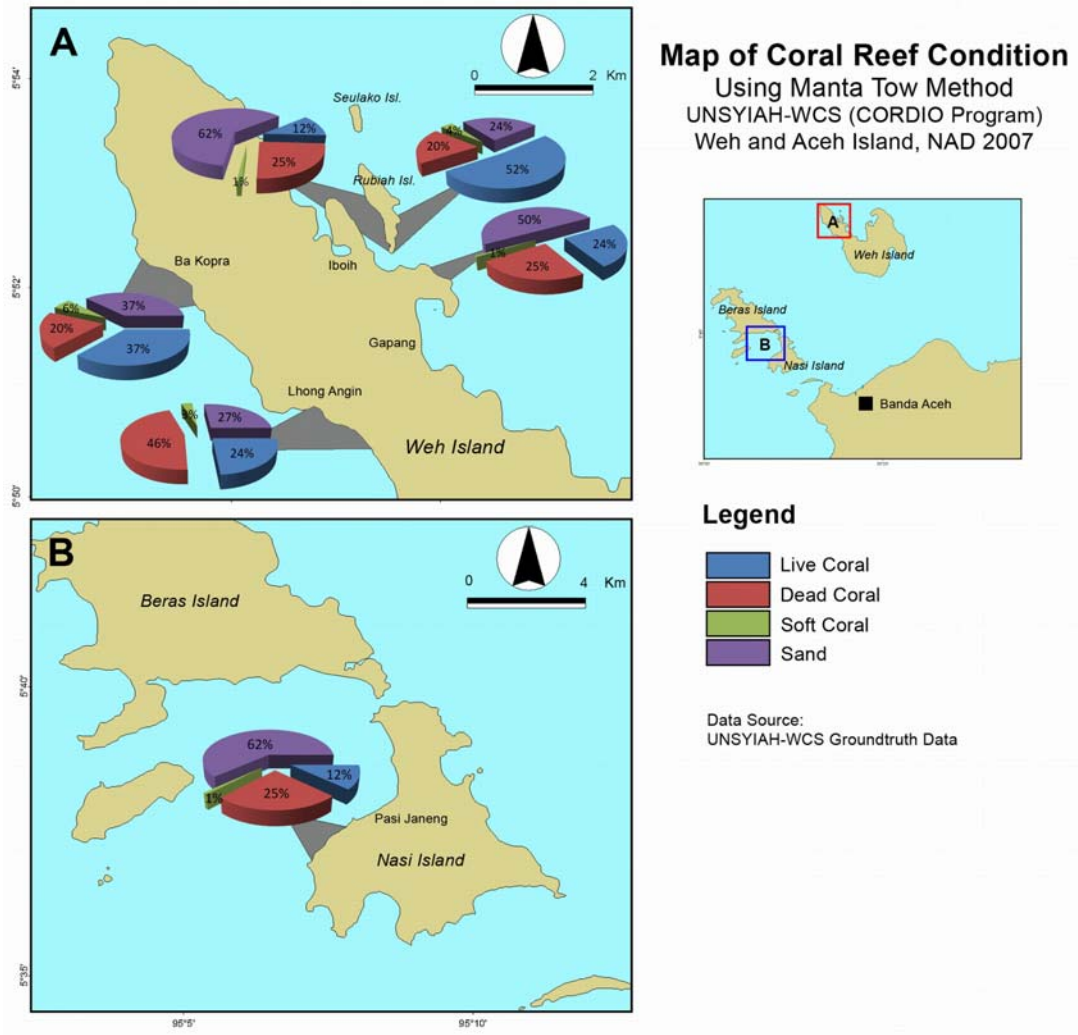 A
0 2 Km
Seulako Isl.
62%
12%
25%
1%
4%
24%
20%
52%
Rubiah Isl.
50%
24%
1%
25%
Ba Kopra
Iboih
6%
37%
20%
37%
Gapang
Lhong Angin
3%
27%
46%
24%
Weh Island
5°54'
5°52'
5°50'
B
0 4 Km
Beras Island
62%
12%
1%
25%
Pasi Janeng
Nasi Island
5°40'
5°35'
95°5'
95°10'
Map of Coral Reef Condition
Using Manta Tow Method
UNSYIAH-WCS (CORDIO Program)
Weh and Aceh Island, NAD 2007
A
Weh Island
Beras Island
B
Nasi Island
Banda Aceh
Legend
Live Coral
Dead Coral
Soft Coral
Sand
Data Source:
UNSYIAH-WCS Groundtruth Data